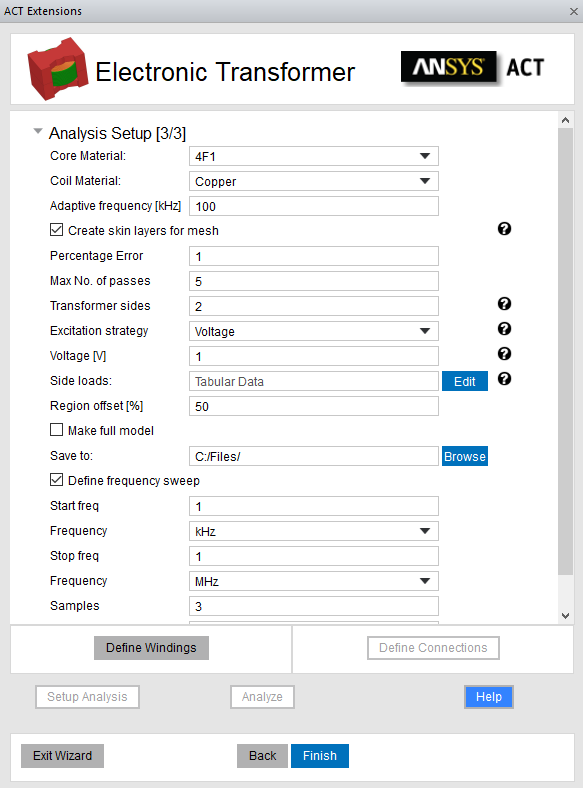 ACT Extensions
Electronic Transformer
ANSYS ACT
Analysis Setup [3/3]
Core Material: 4F1
Coil Material: Copper
Adaptive frequency [kHz] 100
Create skin layers for mesh
Percentage Error 1
Max No. of passes 5
Transformer sides 2
Excitation strategy Voltage
Voltage [V] 1
Side loads: Tabular Data Edit
Region offset [%] 50
Make full model
Save to: C:/Files/ Browse
Define frequency sweep
Start freq 1
Frequency kHz
Stop freq 1
Frequency MHz
Samples 3
Define Windings Define Connections
Setup Analysis Analyze Help
Exit Wizard Back Finish